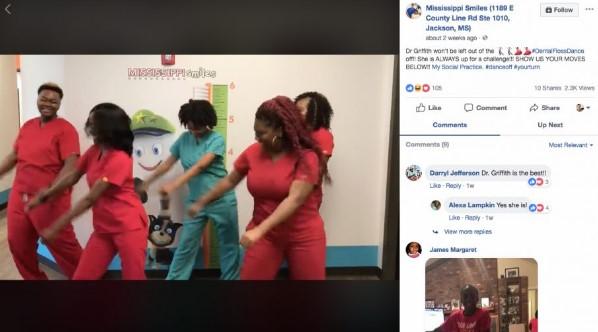 MISSISSIPPI smiles
6
5
4
Mississippi Smiles (1189 E
County Line Rd Ste 1010,
Jackson, MS)
about 2 weeks ago ·
Follow
Dr Griffith won't be left out of the #DentalFlossDance
off!! She is ALWAYS up for a challenge!!! SHOW US YOUR MOVES
BELOW!! My Social Practice. #danceoff #yourturn.
105
10 Shares 2.3K Views
Like Comment Share
Comments Up Next
Comments (9) Most Relevant
Darryl Jefferson Dr. Griffith is the best!!
3
Like · Reply · 1w
Alexa Lampkin Yes she is!
4
Like · Reply · 1w
View more replies
James Margaret